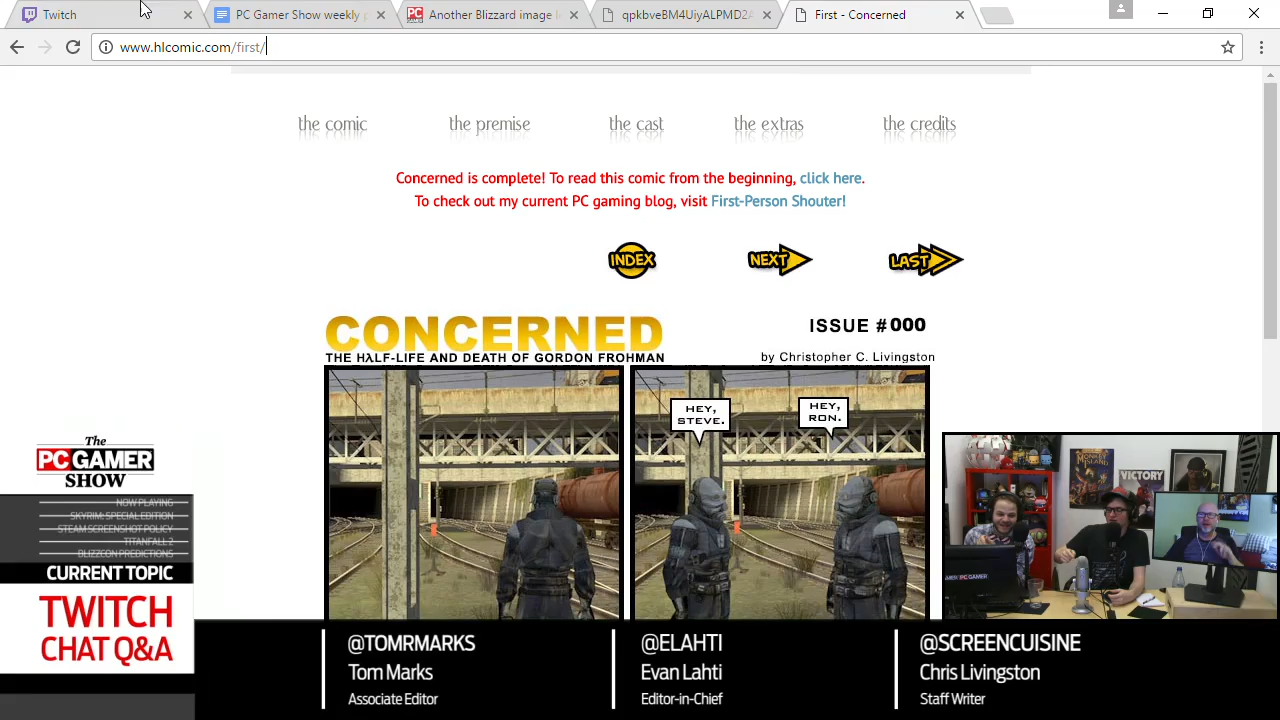 Twitch
PC Gamer Show weekly
Another Blizzard image
qpkbveBM4UiyALPMD2
First - Concerned
www.hlcomic.com/first/
the comic
the premise
the cast
the extras
the credits
Concerned is complete! To read this comic from the beginning, click here.
To check out my current PC gaming blog, visit First-Person Shouter!
INDEX
NEXT
LAST
CONCERNED
ISSUE #000
THE HλLF-LIFE AND DEATH OF GORDON FROHMAN
by Christopher C. Livingston
HEY,
STEVE.
HEY,
RON.
The
PC GAMER
SHOW
NOW PLAYING
SKYRIM: SPECIAL EDITION
STEAM SCREENSHOT POLICY
TITANFALL 2
BLIZZCON PREDICTIONS
CURRENT TOPIC
TWITCH
CHAT Q&A
MONKEY
ISLAND
VICTORY
@TOMRMARKS
Tom Marks
Associate Editor
@ELAHTI
Evan Lahti
Editor-in-Chief
@SCREENCUISINE
Chris Livingston
Staff Writer